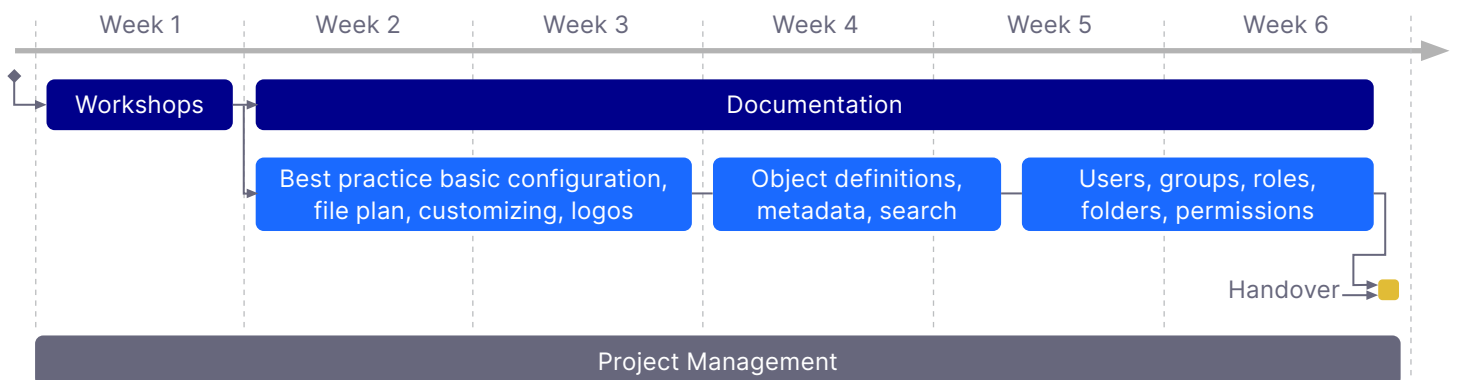 Week 1
Week 2
Week 3
Week 4
Week 5
Week 6
Workshops
Documentation
Best practice basic configuration,
file plan, customizing, logos
Object definitions,
metadata, search
Users, groups, roles,
folders, permissions
Handover
Project Management